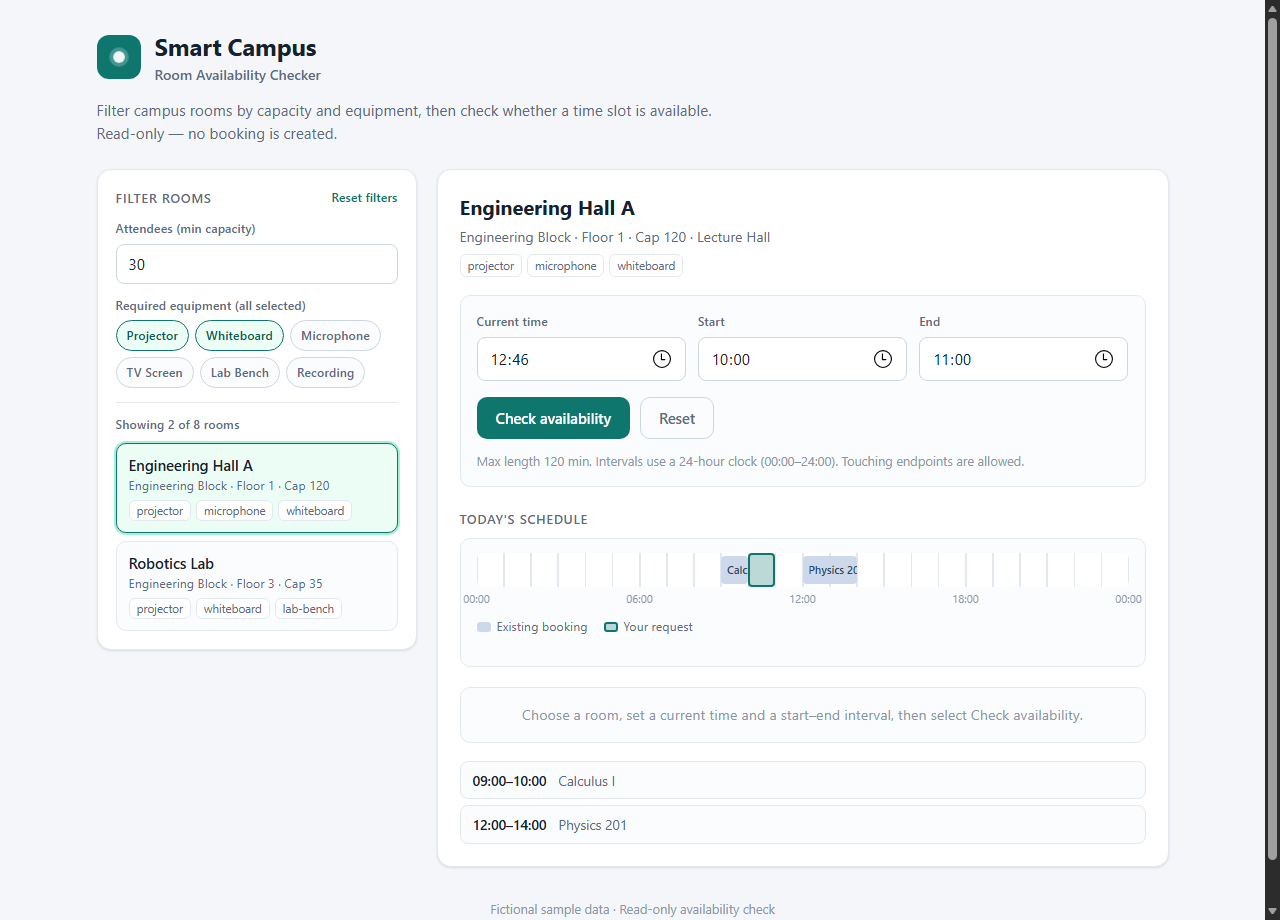 Smart Campus
Room Availability Checker
Filter campus rooms by capacity and equipment, then check whether a time slot is available.
Read-only — no booking is created.
FILTER ROOMS
Reset filters
Attendees (min capacity)
30
Required equipment (all selected)
Projector
Whiteboard
Microphone
TV Screen
Lab Bench
Recording
Showing 2 of 8 rooms
Engineering Hall A
Engineering Block · Floor 1 · Cap 120
projector
microphone
whiteboard
Robotics Lab
Engineering Block · Floor 3 · Cap 35
projector
whiteboard
lab-bench
Engineering Hall A
Engineering Block · Floor 1 · Cap 120 · Lecture Hall
projector
microphone
whiteboard
Current time
Start
End
12:46
10:00
11:00
Check availability
Reset
Max length 120 min. Intervals use a 24-hour clock (00:00–24:00). Touching endpoints are allowed.
TODAY'S SCHEDULE
Calc
Physics 20
00:00
06:00
12:00
18:00
00:00
Existing booking
Your request
Choose a room, set a current time and a start–end interval, then select Check availability.
09:00–10:00 Calculus I
12:00–14:00 Physics 201
Fictional sample data · Read-only availability check